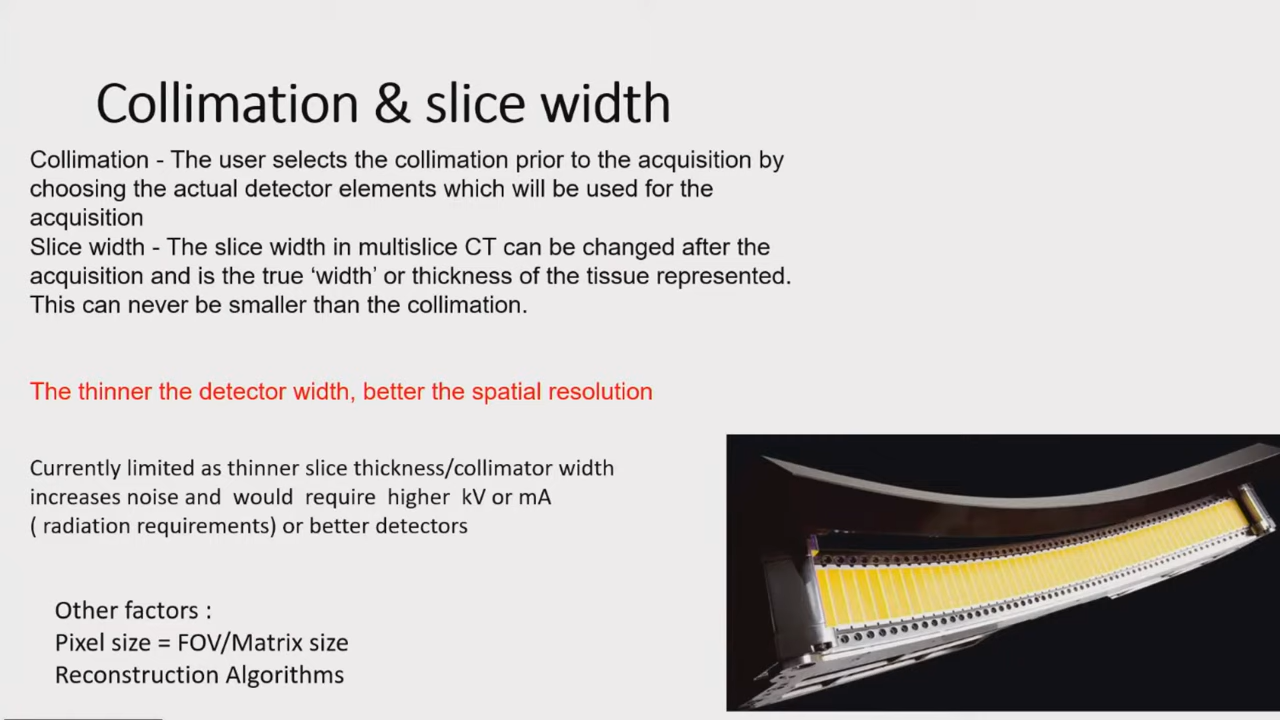 Collimation & slice width
Collimation - The user selects the collimation prior to the acquisition by
choosing the actual detector elements which will be used for the
acquisition
Slice width - The slice width in multislice CT can be changed after the
acquisition and is the true ‘width’ or thickness of the tissue represented.
This can never be smaller than the collimation.
The thinner the detector width, better the spatial resolution
Currently limited as thinner slice thickness/collimator width
increases noise and would require higher kV or mA
( radiation requirements) or better detectors
Other factors :
Pixel size = FOV/Matrix size
Reconstruction Algorithms